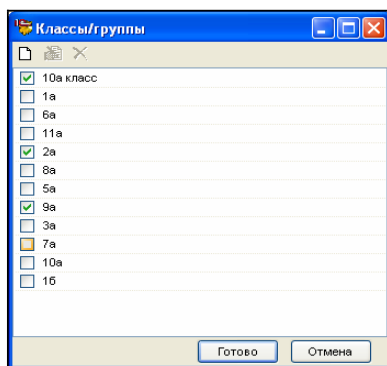 Классы/группы
10а класс
1а
6а
11а
2а
8а
5а
9а
3а
7а
10а
1б
Готово Отмена